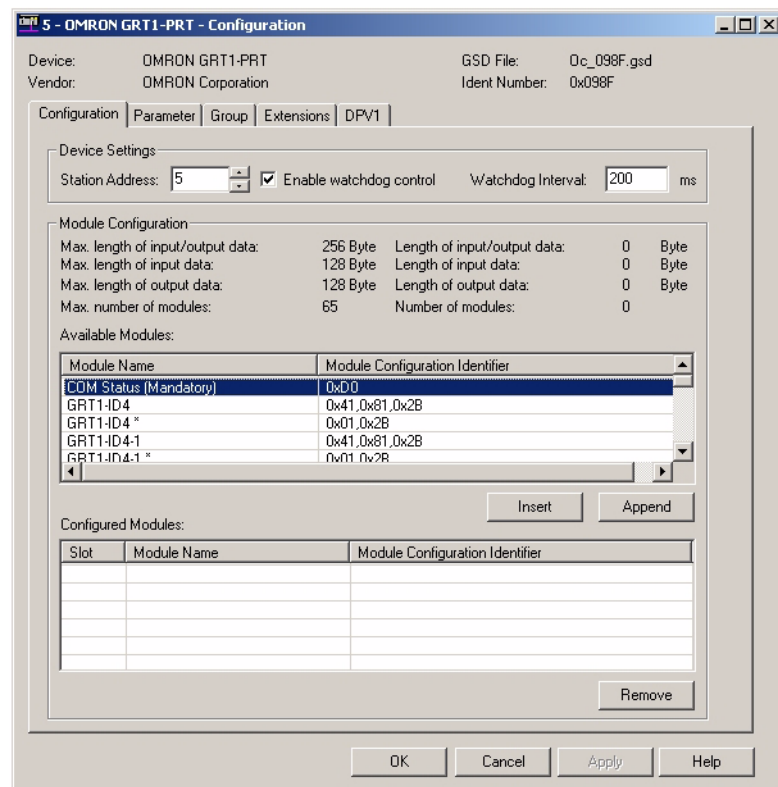 5 - OMRON GRT1-PRT - Configuration
Device: OMRON GRT1-PRT GSD File: Oc_098F.gsd
Vendor: OMRON Corporation Ident Number: 0x098F
Configuration Parameter Group Extensions DPV1
Device Settings
Station Address: 5 Enable watchdog control Watchdog Interval: 200 ms
Module Configuration
Max. length of input/output data: 256 Byte Length of input/output data: 0 Byte
Max. length of input data: 128 Byte Length of input data: 0 Byte
Max. length of output data: 128 Byte Length of output data: 0 Byte
Max. number of modules: 65 Number of modules: 0
Available Modules:
Module Name Module Configuration Identifier
COM Status (Mandatory) 0xD0
GRT1-ID4 0x41,0x81,0x2B
GRT1-ID4 * 0x01,0x2B
GRT1-ID4-1 0x41,0x81,0x2B
GRT1-ID4-1 * 0x01,0x2B
Insert Append
Configured Modules:
Slot Module Name Module Configuration Identifier
Remove
OK Cancel Apply Help